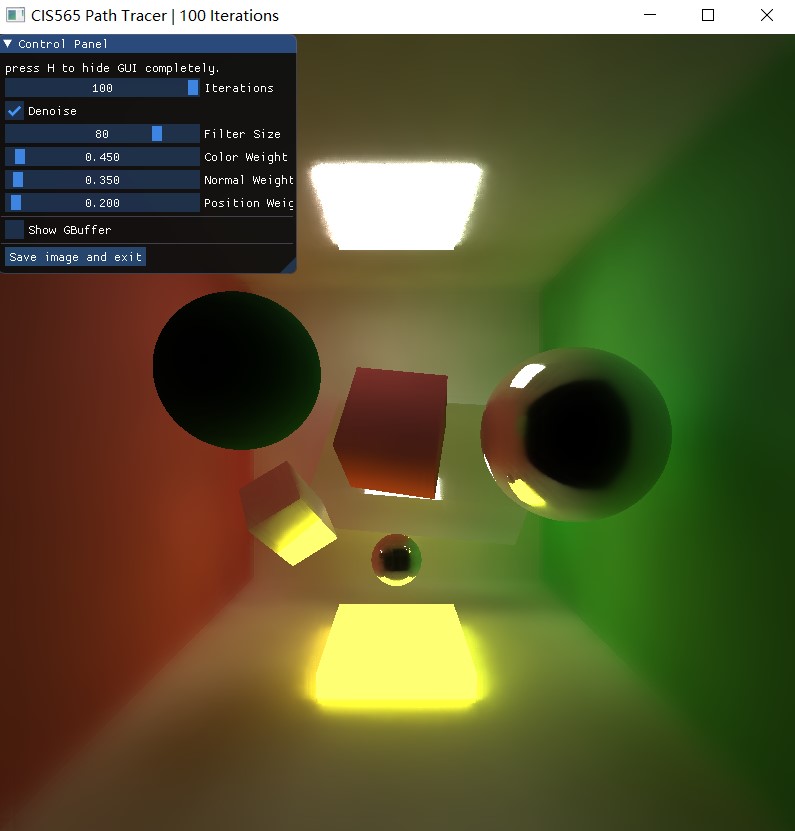 CIS565 Path Tracer | 100 Iterations
Control Panel
press H to hide GUI completely.
100 Iterations
Denoise
80 Filter Size
0.450 Color Weight
0.350 Normal Weight
0.200 Position Weig
Show GBuffer
Save image and exit